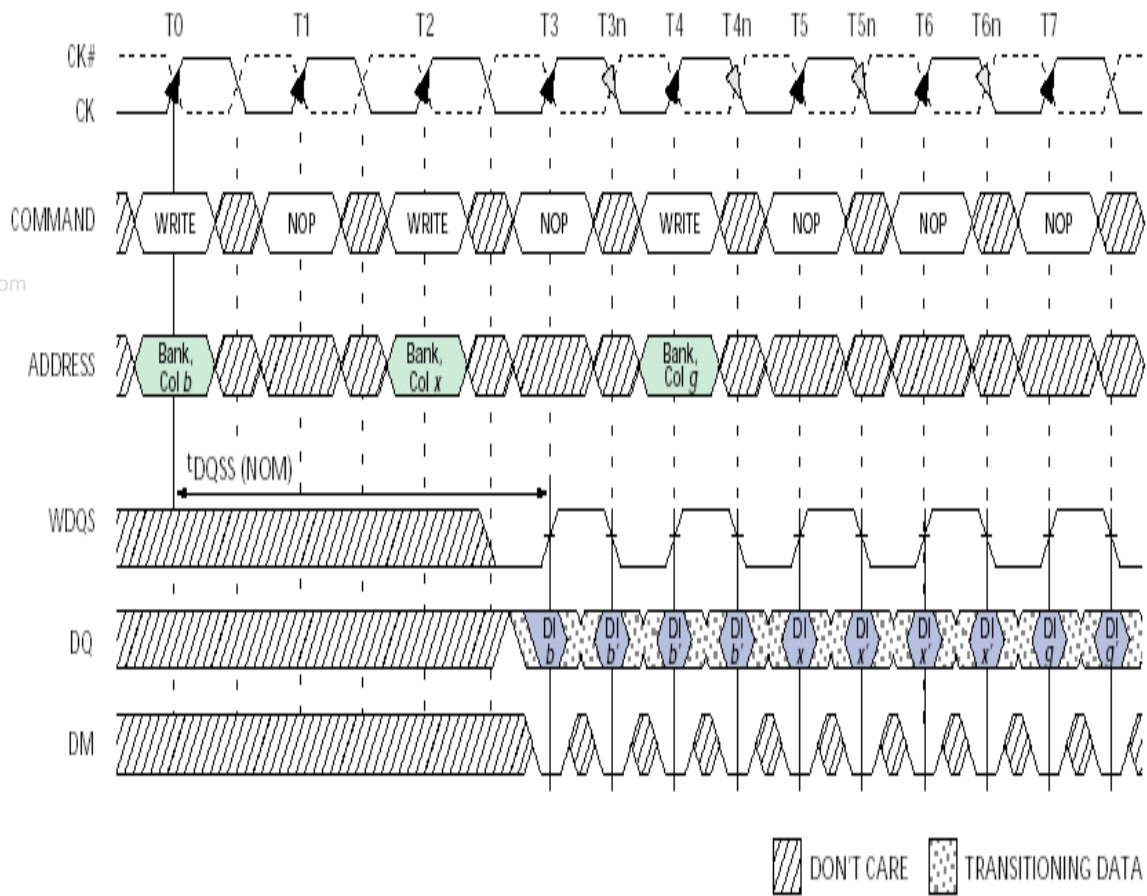 T0 T1 T2 T3 T3n T4 T4n T5 T5n T6 T6n T7
CK#
CK
COMMAND WRITE NOP WRITE NOP WRITE NOP NOP NOP
om
ADDRESS Bank, Col b Bank, Col x Bank, Col g
tDQSS (NOM)
WDQS
DQ DI b DI b' DI b' DI b' DI x DI x' DI x' DI x' DI g DI g'
DM
DON'T CARE TRANSITIONING DATA